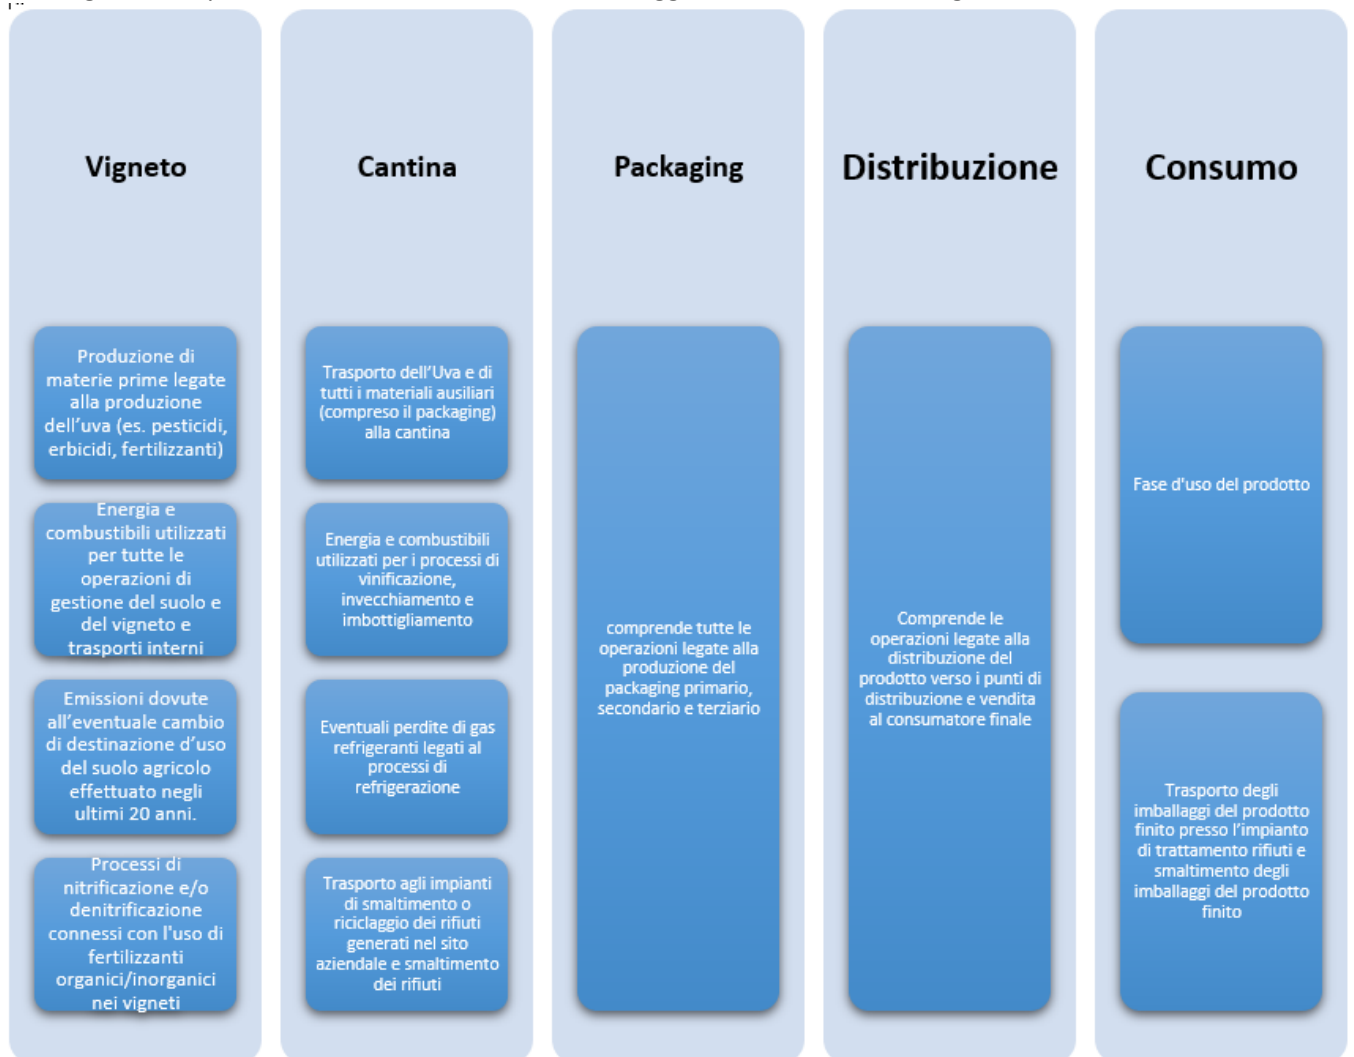 Vigneto
Produzione di
materie prime legate
alla produzione
dell’uva (es. pesticidi,
erbicidi, fertilizzanti)
Energia e
combustibili utilizzati
per tutte le
operazioni di
gestione del suolo e
del vigneto e
trasporti interni
Emissioni dovute
all’eventuale cambio
di destinazione d’uso
del suolo agricolo
effettuato negli
ultimi 20 anni.
Processi di
nitrificazione e/o
denitrificazione
connessi con l'uso di
fertilizzanti
organici/inorganici
nei vigneti
Cantina
Trasporto dell’Uva e di
tutti i materiali ausiliari
(compreso il packaging)
alla cantina
Energia e combustibili
utilizzati per i processi di
vinificazione,
invecchiamento e
imbottigliamento
Eventuali perdite di gas
refrigeranti legati al
processi di
refrigerazione
Trasporto agli impianti
di smaltimento o
riciclaggio dei rifiuti
generati nel sito
aziendale e smaltimento
dei rifiuti
Packaging
comprende tutte le
operazioni legate alla
produzione del
packaging primario,
secondario e terziario
Distribuzione
Comprende le
operazioni legate alla
distribuzione del
prodotto verso i punti di
distribuzione e vendita
al consumatore finale
Consumo
Fase d'uso del prodotto
Trasporto degli
imballaggi del prodotto
finito presso l’impianto
di trattamento rifiuti e
smaltimento degli
imballaggi del prodotto
finito